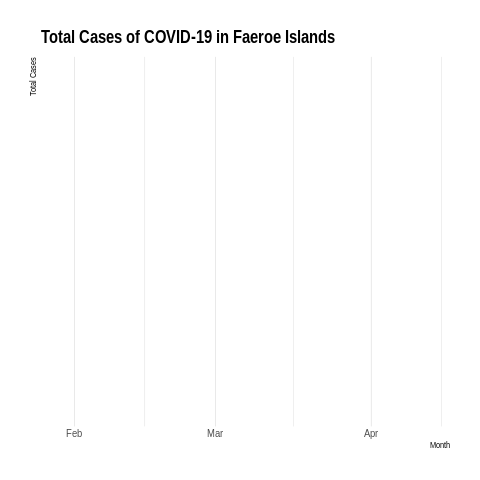 Total Cases of COVID-19 in Faeroe Islands
Total Cases
Feb Mar Apr
Month